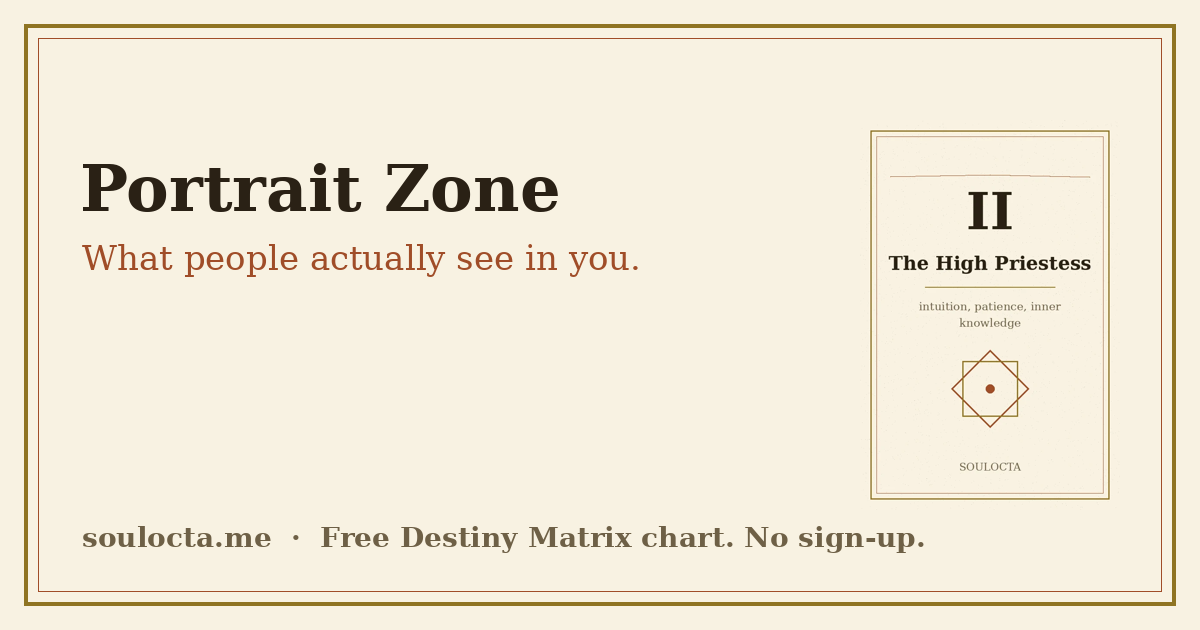 Portrait Zone
What people actually see in you.
II
The High Priestess
intuition, patience, inner
knowledge
SOULOCTA
soulocta.me · Free Destiny Matrix chart. No sign-up.